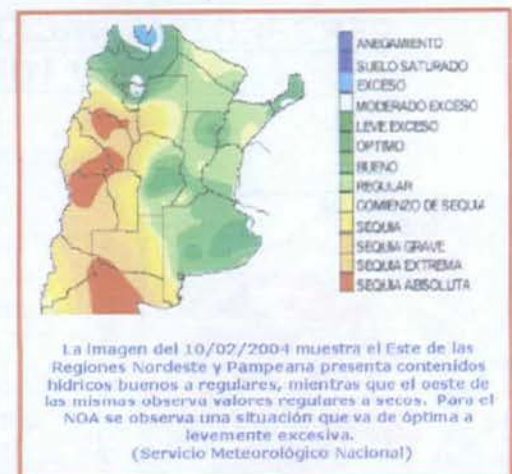 ANEGAMIENTO
SUELO SATURADO
EXCESO
MODERADO EXCESO
LEVE EXCESO
OPTIMO
BUENO
REGULAR
COMIENZO DE SEQUIA
SEQUIA
SEQUIA GRAVE
SEQUIA EXTREMA
SEQUIA ABSOLUTA
La imagen del 10/02/2004 muestra el Este de las
Regiones Nordeste y Pampeana presenta contenidos
hídricos buenos a regulares, mientras que el oeste de
las mismas observa valores regulares a secos. Para el
NOA se observa una situación que va de óptima a
levemente excesiva.
(Servicio Meteorológico Nacional)